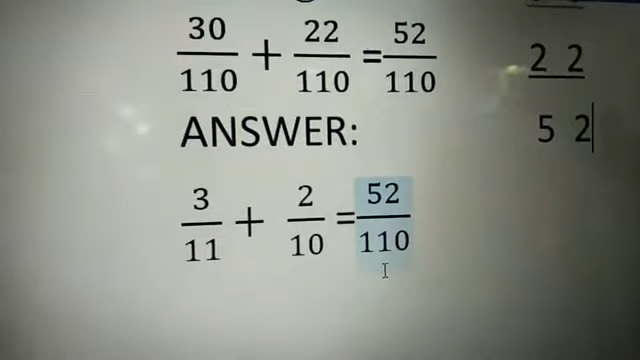 30/110 + 22/110 = 52/110
2 2
ANSWER:
5 2
3/11 + 2/10 = 52/110